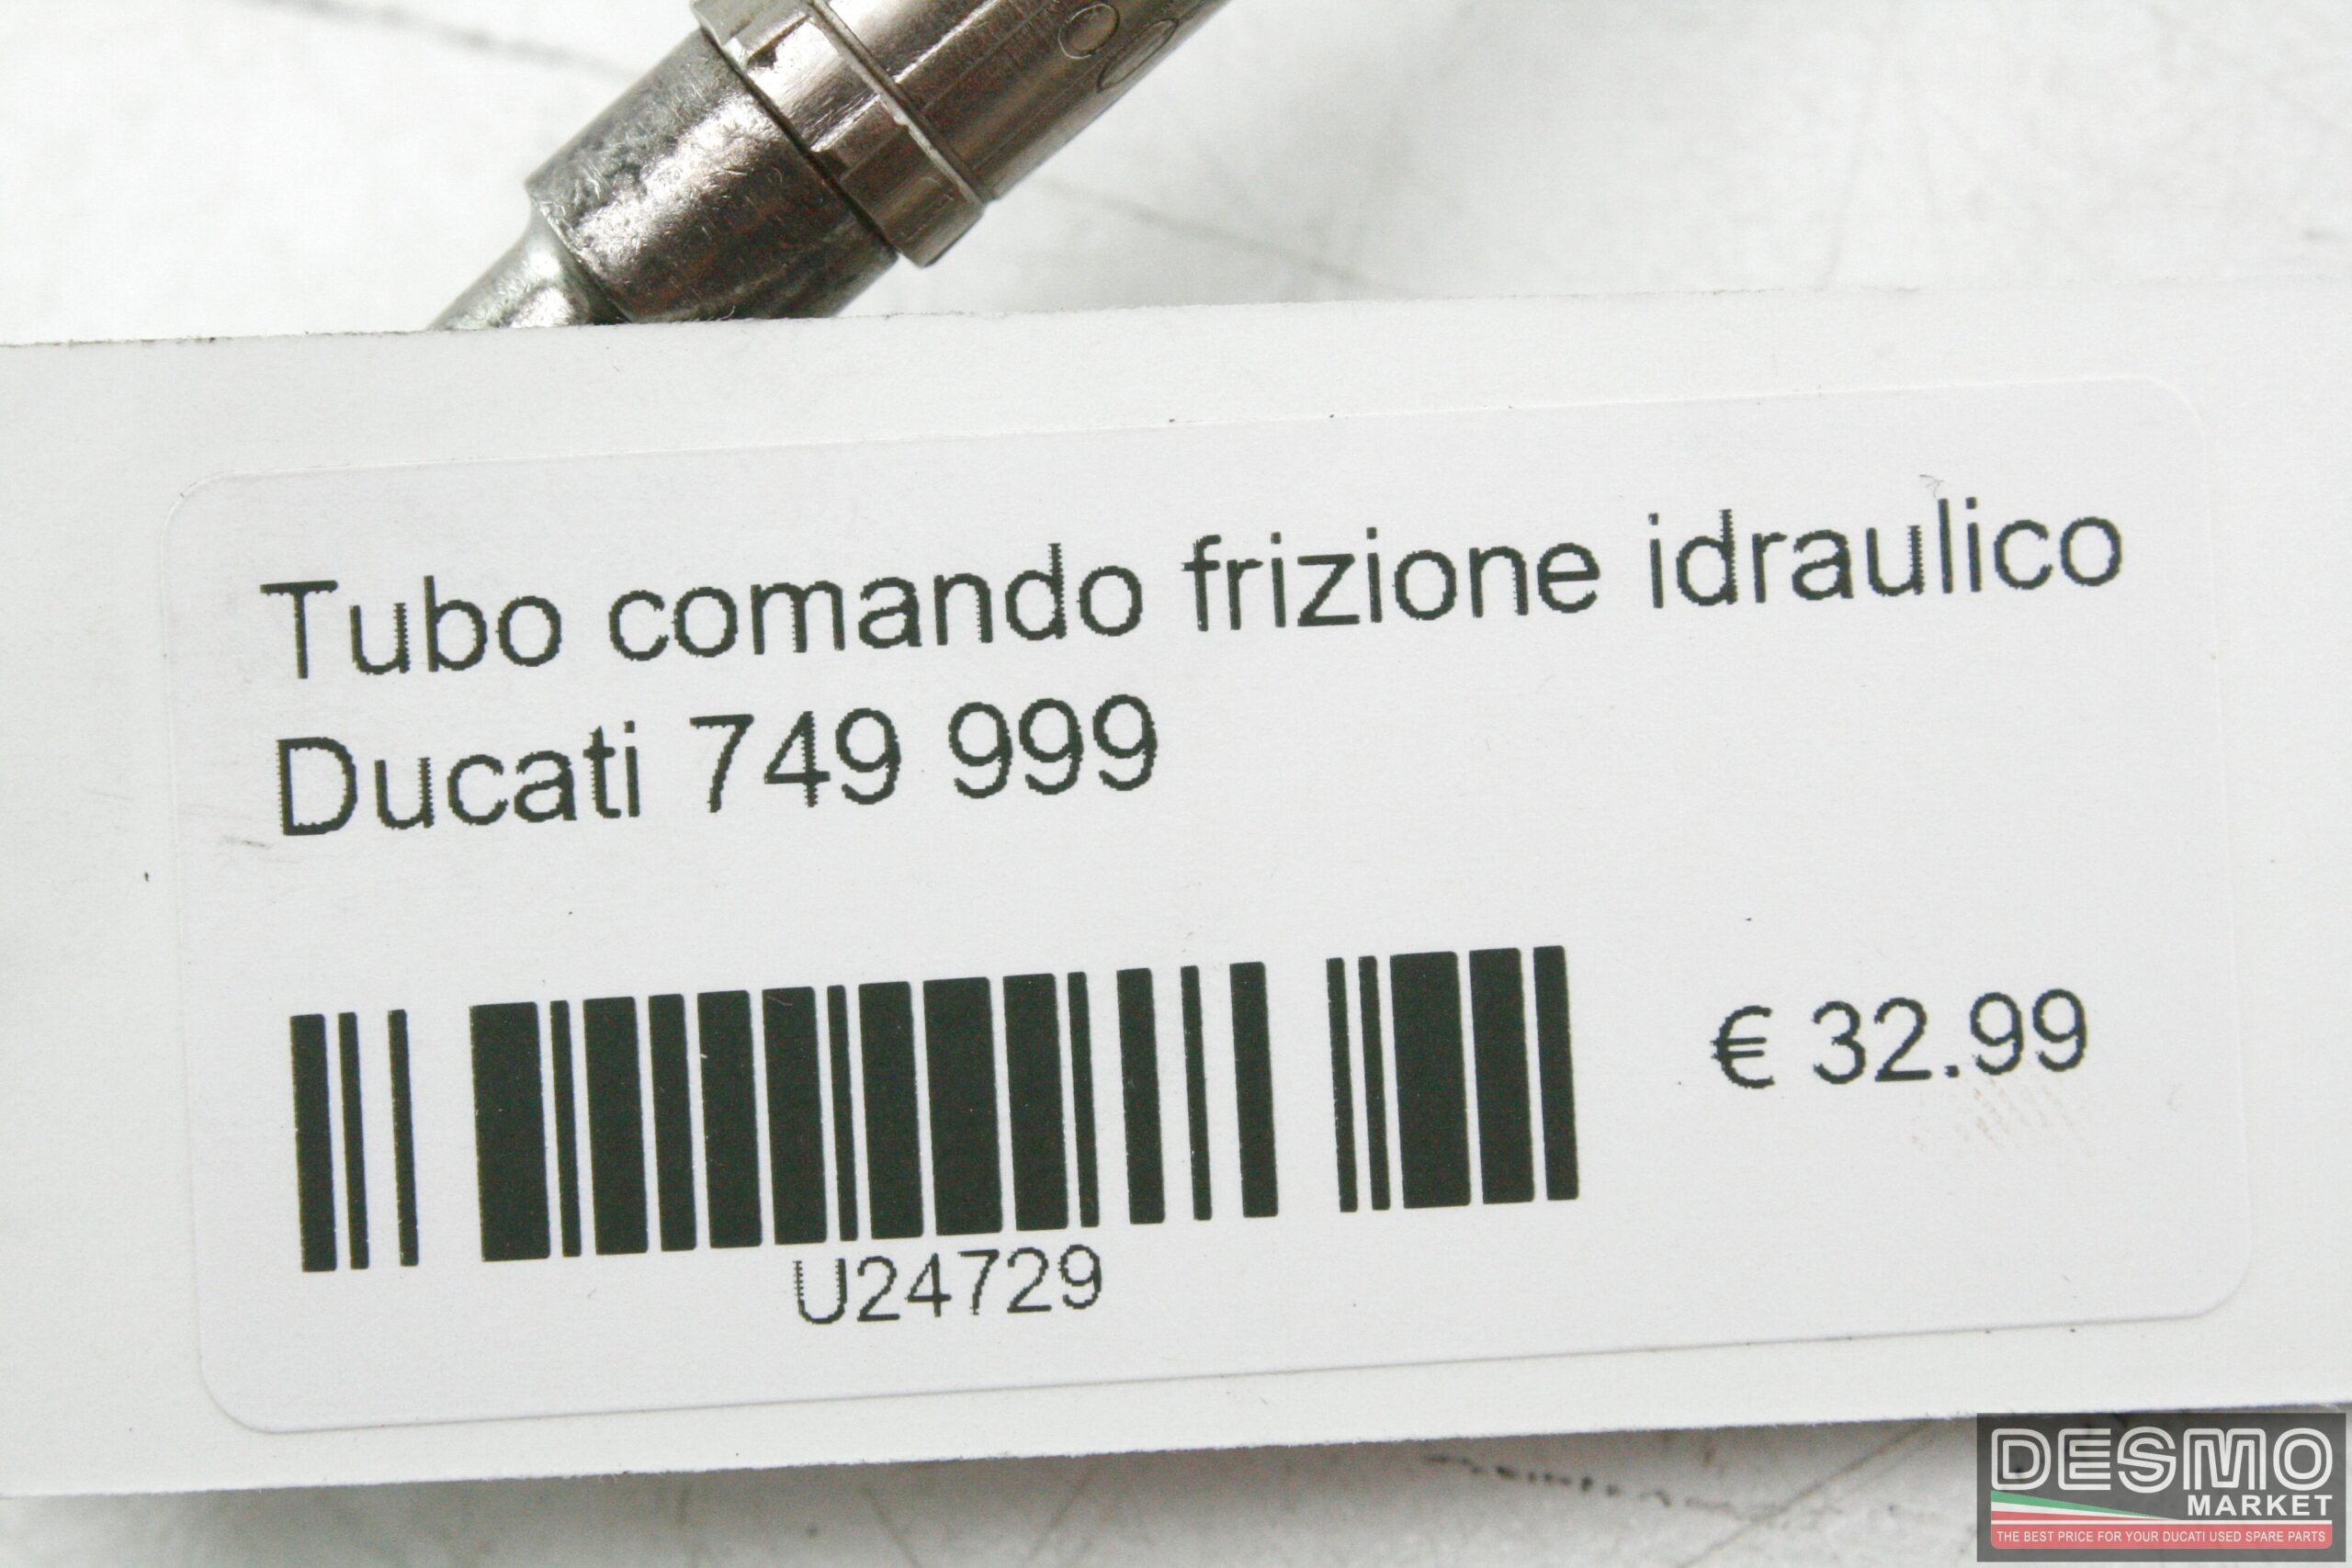 Tubo comando frizione idraulico
Ducati 749 999
€ 32.99
U24729
DESMO
MARKET
THE BEST PRICE FOR YOUR DUCATI USED SPARE PARTS